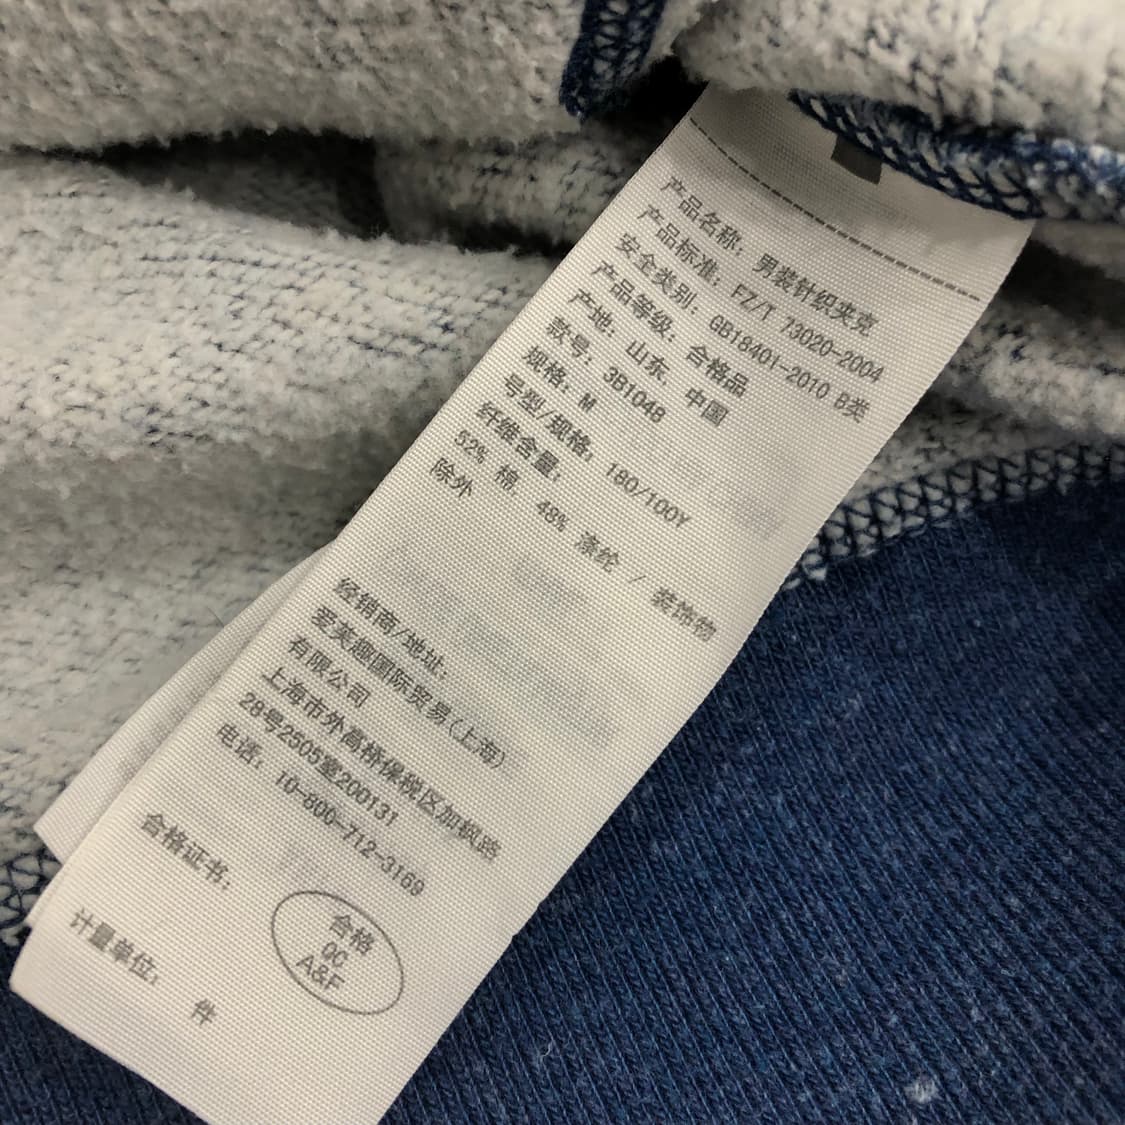 产品名称: 男装针织夹克
产品标准: FZ/T 73020-2004
安全类别: GB18401-2010 B类
产品等级: 合格品
产地: 山东, 中国
款号: 3B1048
规格: M
号型/规格: 180/100Y
纤维含量:
52% 棉, 48% 涤纶 / 装饰物
除外
经销商/地址:
爱芙趣国际贸易(上海)
有限公司
上海市外高桥保税区加枫路
28号2505室200131
电话: 10-800-712-3169
合格证书:
合格
QC
A&F
计量单位: 件